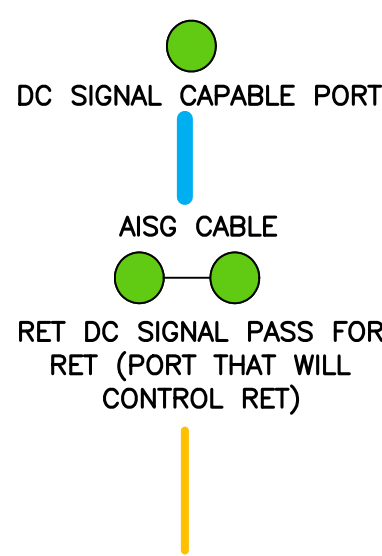 DC SIGNAL CAPABLE PORT
AISG CABLE
RET DC SIGNAL PASS FOR
RET (PORT THAT WILL
CONTROL RET)